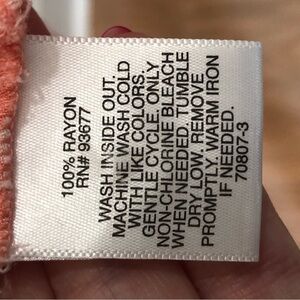 100% RAYON
RN# 93677
WASH INSIDE OUT.
MACHINE WASH COLD
WITH LIKE COLORS.
GENTLE CYCLE. ONLY
NON-CHLORINE BLEACH
WHEN NEEDED. TUMBLE
DRY LOW. REMOVE
PROMPTLY. WARM IRON
IF NEEDED.
70807-3